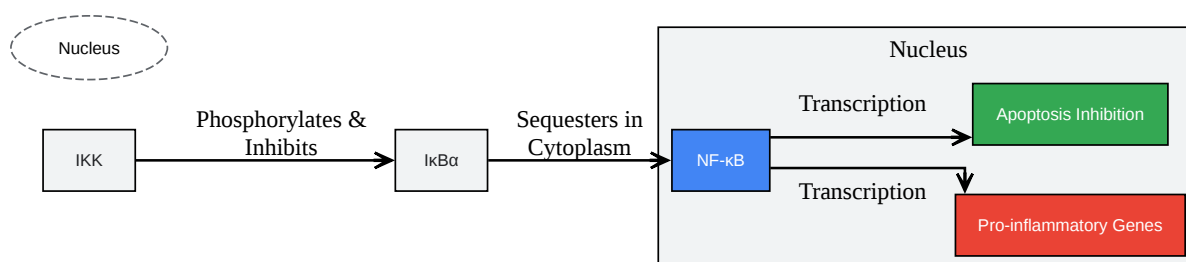 Nucleus
Nucleus
Phosphorylates &
Inhibits
Sequesters in
Cytoplasm
Transcription
Apoptosis Inhibition
IKK
IκBα
NF-κB
Transcription
Pro-inflammatory Genes